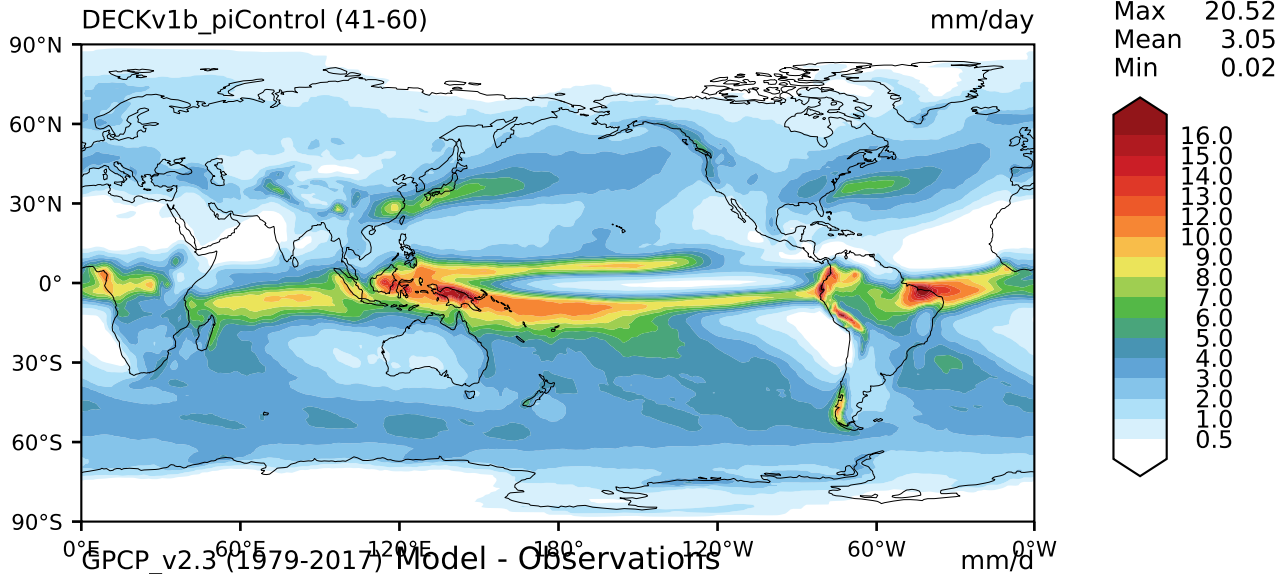 DECKv1b_piControl (41-60) mm/day
Max 20.52
Mean 3.05
Min 0.02
90°N
60°N
30°N
0°
30°S
60°S
90°S
16.0
15.0
14.0
13.0
12.0
10.0
9.0
8.0
7.0
6.0
5.0
4.0
3.0
2.0
1.0
0.5
0°E 60°E 120°E 180° 120°W 60°W 0°W
GPCP_v2.3 (1979-2017) Model - Observations mm/d